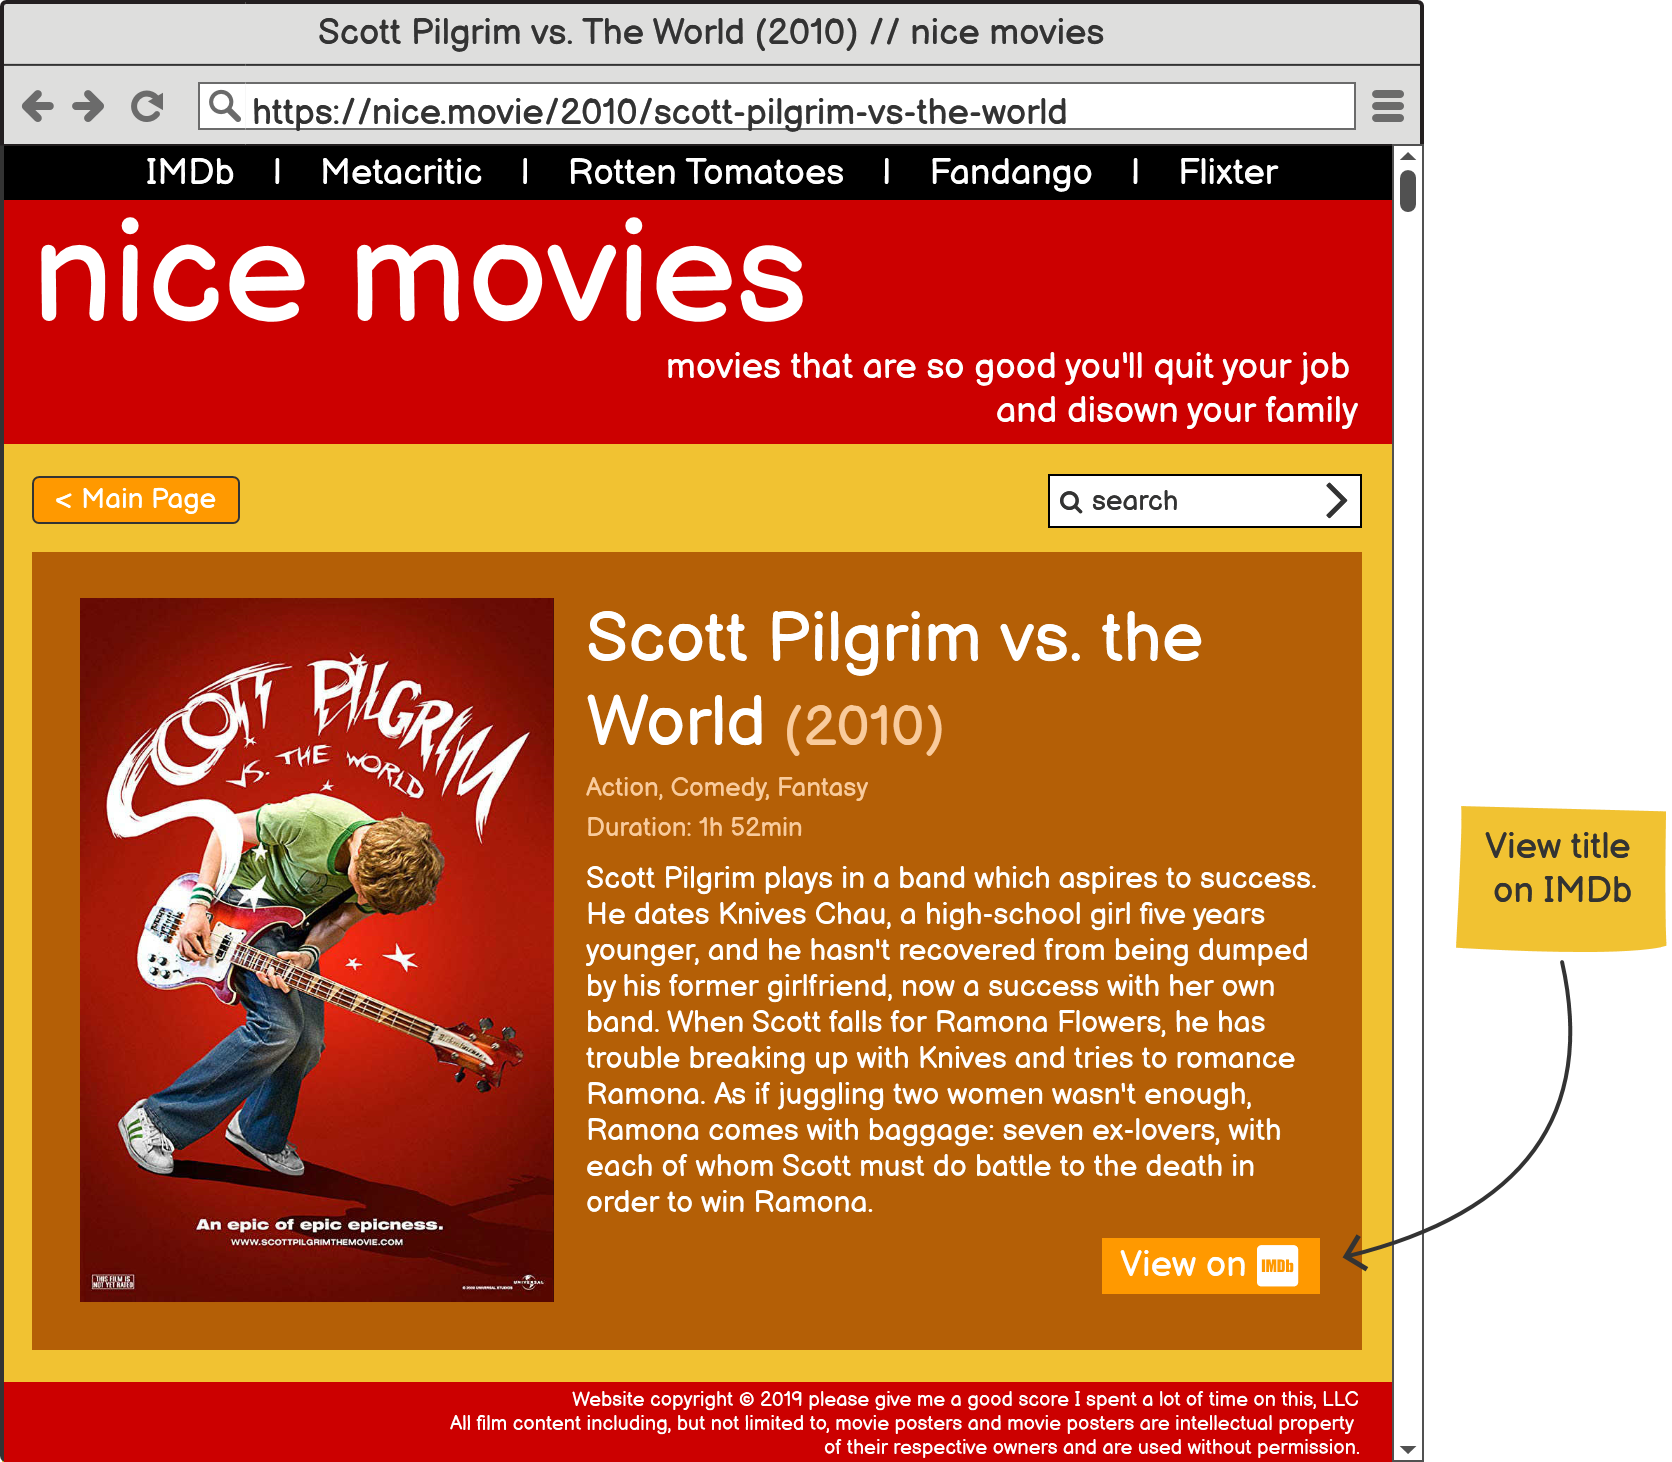 Scott Pilgrim vs. The World (2010) // nice movies
https://nice.movie/2010/scott-pilgrim-vs-the-world
IMDb | Metacritic | Rotten Tomatoes | Fandango | Flixter
nice movies
movies that are so good you'll quit your job
and disown your family
< Main Page
search
SCOTT PILGRIM
VS. THE WORLD
An epic of epic epicness.
WWW.SCOTTPILGRIMTHEMOVIE.COM
THIS FILM IS
NOT YET RATED
UNIVERSAL
Scott Pilgrim vs. the
World (2010)
Action, Comedy, Fantasy
Duration: 1h 52min
Scott Pilgrim plays in a band which aspires to success.
He dates Knives Chau, a high-school girl five years
younger, and he hasn't recovered from being dumped
by his former girlfriend, now a success with her own
band. When Scott falls for Ramona Flowers, he has
trouble breaking up with Knives and tries to romance
Ramona. As if juggling two women wasn't enough,
Ramona comes with baggage: seven ex-lovers, with
each of whom Scott must do battle to the death in
order to win Ramona.
View on IMDb
View title
on IMDb
Website copyright © 2019 please give me a good score I spent a lot of time on this, LLC
All film content including, but not limited to, movie posters and movie posters are intellectual property
of their respective owners and are used without permission.